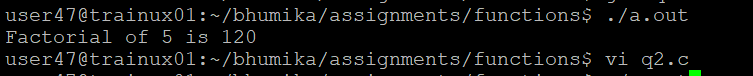 user47@trainux01:~/bhumika/assignments/functions$ ./a.out
Factorial of 5 is 120
user47@trainux01:~/bhumika/assignments/functions$ vi q2.c